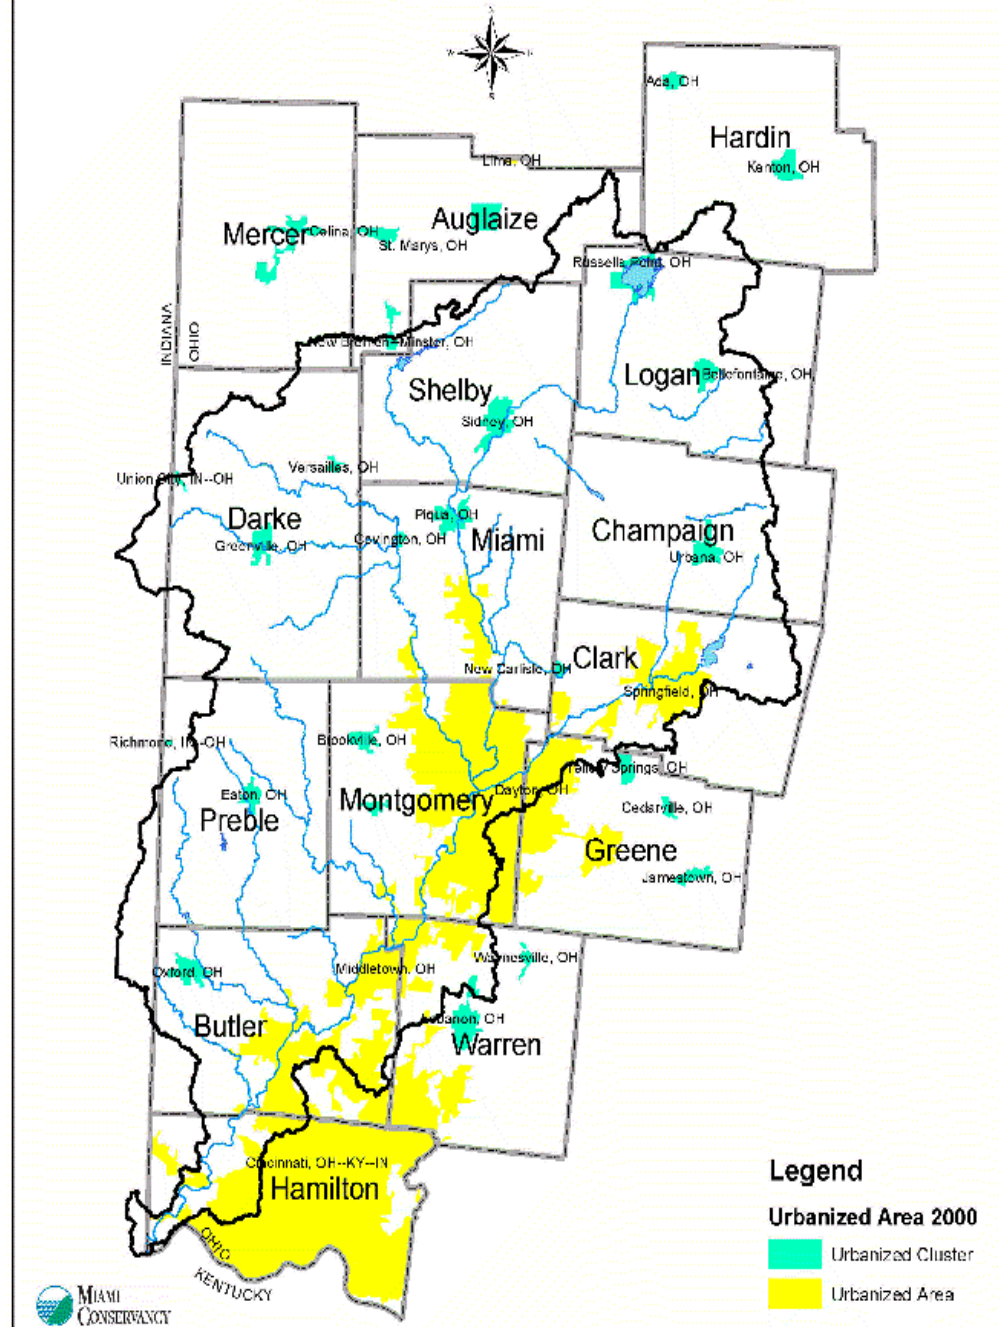 N
W
E
S
Ada, OH
Hardin
Kenton, OH
Lima, OH
Auglaize
Mercer
Celina, OH
St. Marys, OH
Russells Point, OH
INDIANA
OHIO
New Bremen--Minster, OH
Logan
Bellefontaine, OH
Shelby
Sidney, OH
Versailles, OH
Union City, IN--OH
Darke
Greenville, OH
Piqua, OH
Covington, OH
Miami
Champaign
Urbana, OH
New Carlisle, OH
Clark
Springfield, OH
Richmond, IN--OH
Brookville, OH
Yellow Springs, OH
Eaton, OH
Preble
Montgomery
Dayton, OH
Cedarville, OH
Greene
Jamestown, OH
Oxford, OH
Middletown, OH
Waynesville, OH
Butler
Lebanon, OH
Warren
Cincinnati, OH--KY--IN
Hamilton
OHIO
KENTUCKY
Legend
Urbanized Area 2000
Urbanized Cluster
Urbanized Area
MIAMI
CONSERVANCY